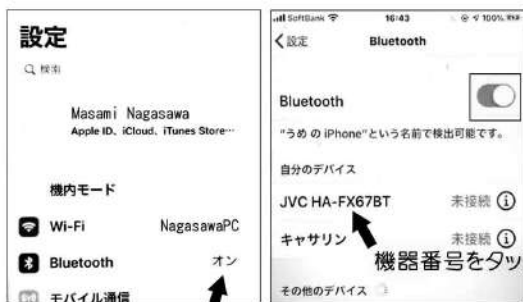 設定
検索
Masami Nagasawa
Apple ID、iCloud、iTunes Store…
機内モード
Wi-Fi NagasawaPC
Bluetooth オン
モバイル通信
SoftBank 16:43 100%
設定 Bluetooth
Bluetooth
"うめ の iPhone"という名前で検出可能です。
自分のデバイス
JVC HA-FX67BT 未接続
キャサリン 未接続
機器番号をタッ
その他のデバイス